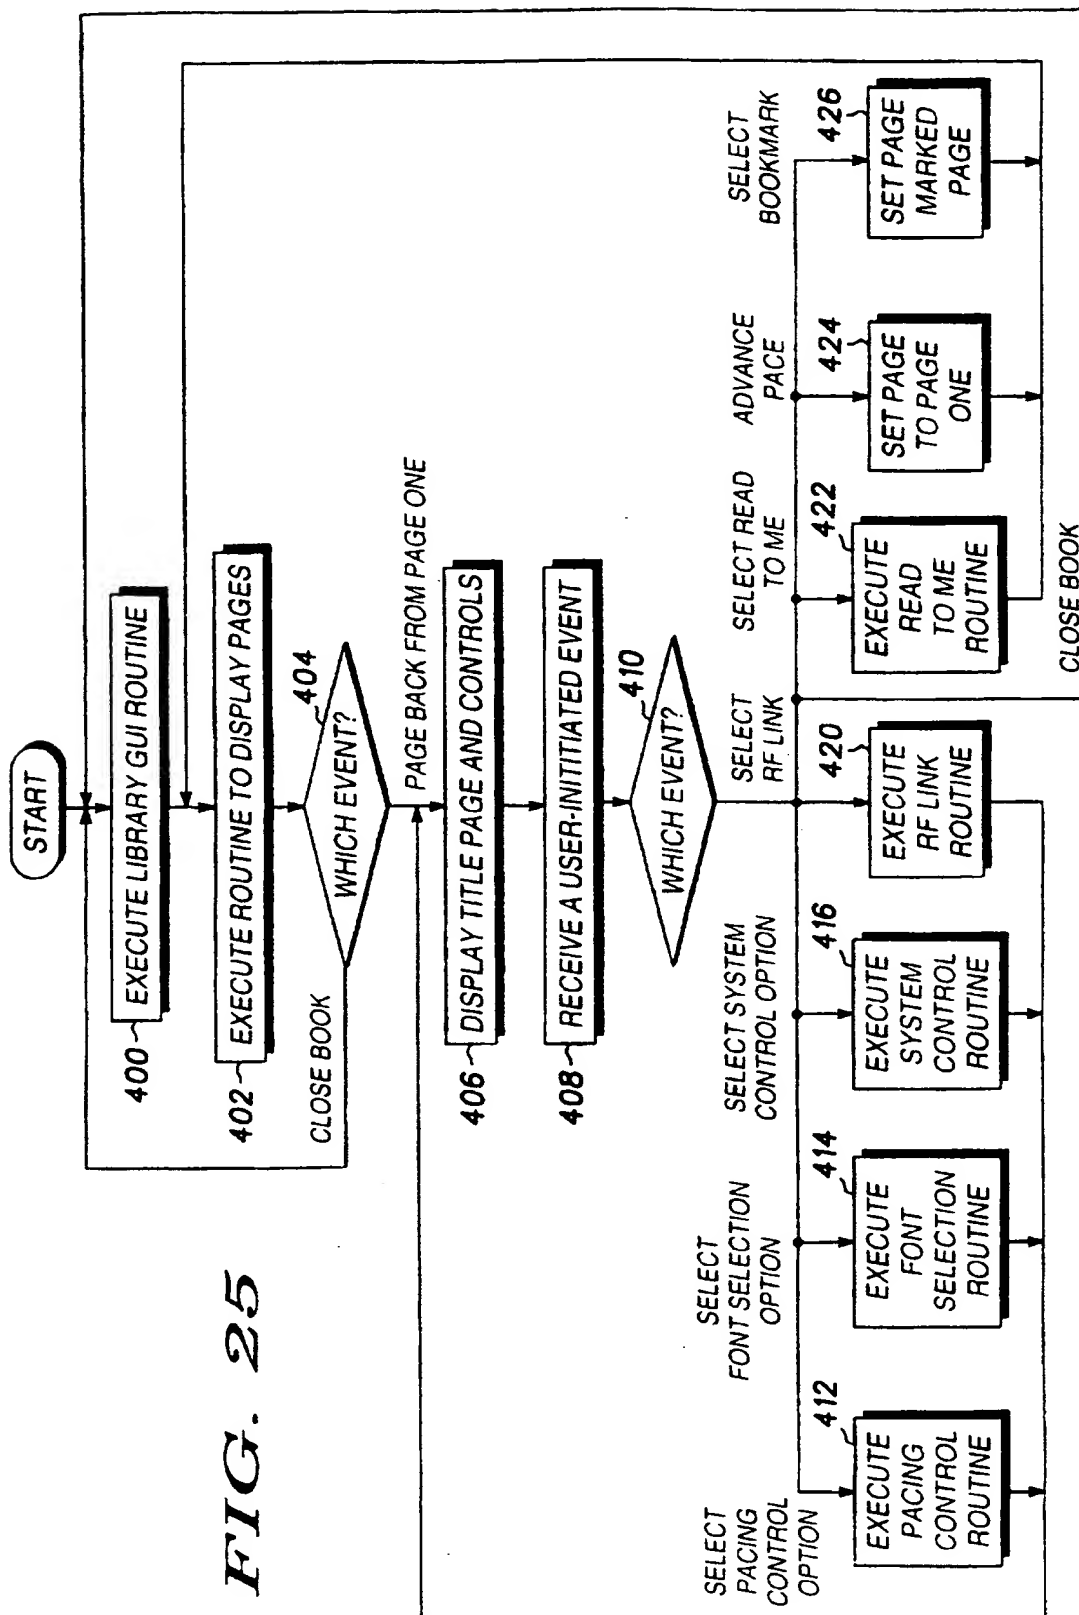 FIG. 25
START
400
EXECUTE LIBRARY GUI ROUTINE
402
EXECUTE ROUTINE TO DISPLAY PAGES
404
WHICH EVENT?
CLOSE BOOK
PAGE BACK FROM PAGE ONE
406
DISPLAY TITLE PAGE AND CONTROLS
408
RECEIVE A USER-INITITIATED EVENT
410
WHICH EVENT?
SELECT
PACING
CONTROL
OPTION
412
EXECUTE
PACING
CONTROL
ROUTINE
SELECT
FONT SELECTION
OPTION
414
EXECUTE
FONT
SELECTION
ROUTINE
SELECT SYSTEM
CONTROL OPTION
416
EXECUTE
SYSTEM
CONTROL
ROUTINE
SELECT
RF LINK
420
EXECUTE
RF LINK
ROUTINE
SELECT READ
TO ME
422
EXECUTE
READ
TO ME
ROUTINE
ADVANCE
PACE
424
SET PAGE
TO PAGE
ONE
SELECT
BOOKMARK
426
SET PAGE
MARKED
PAGE
CLOSE BOOK